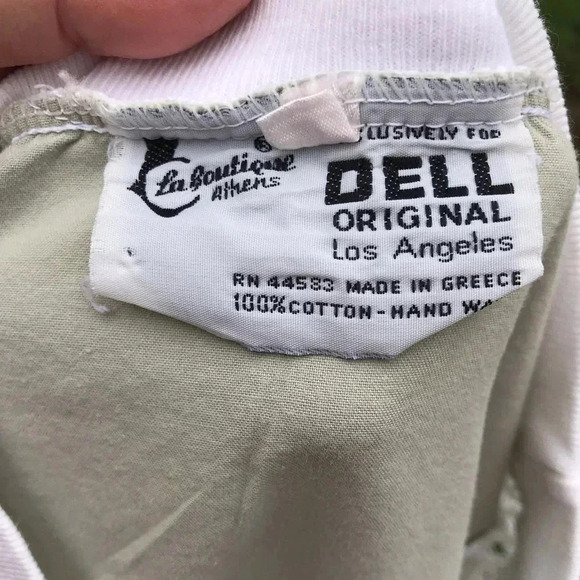 ® La Boutique
Athens
CLUSIVELY FOR
DELL
ORIGINAL
Los Angeles
RN 44583 MADE IN GREECE
100% COTTON - HAND WA